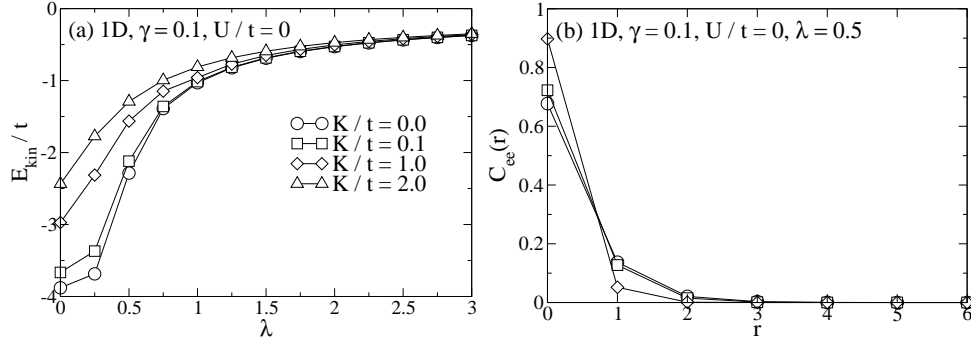 (a) 1D, γ = 0.1, U / t = 0
E_kin / t
0
-1
-2
-3
-4
K / t = 0.0
K / t = 0.1
K / t = 1.0
K / t = 2.0
0 0.5 1 1.5 2 2.5 3
λ
(b) 1D, γ = 0.1, U / t = 0, λ = 0.5
C_ee(r)
1
0.8
0.6
0.4
0.2
0
0 1 2 3 4 5 6
r